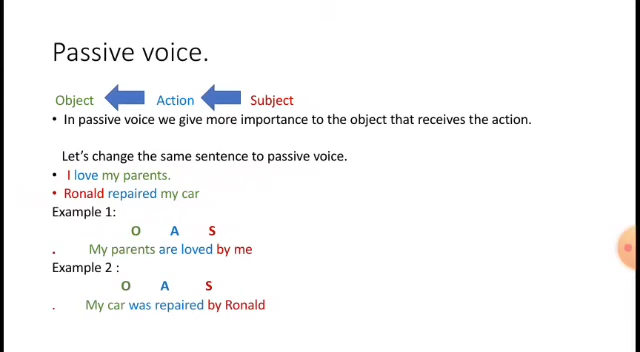 Passive voice.
Object Action Subject
• In passive voice we give more importance to the object that receives the action.
Let's change the same sentence to passive voice.
• I love my parents.
• Ronald repaired my car
Example 1:
O A S
. My parents are loved by me
Example 2 :
O A S
. My car was repaired by Ronald